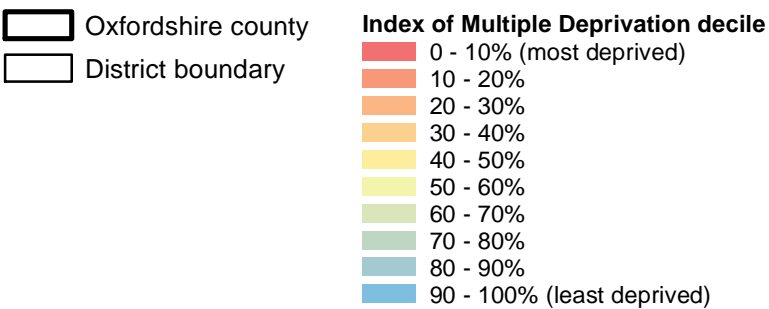 Oxfordshire county
District boundary
Index of Multiple Deprivation decile
0 - 10% (most deprived)
10 - 20%
20 - 30%
30 - 40%
40 - 50%
50 - 60%
60 - 70%
70 - 80%
80 - 90%
90 - 100% (least deprived)